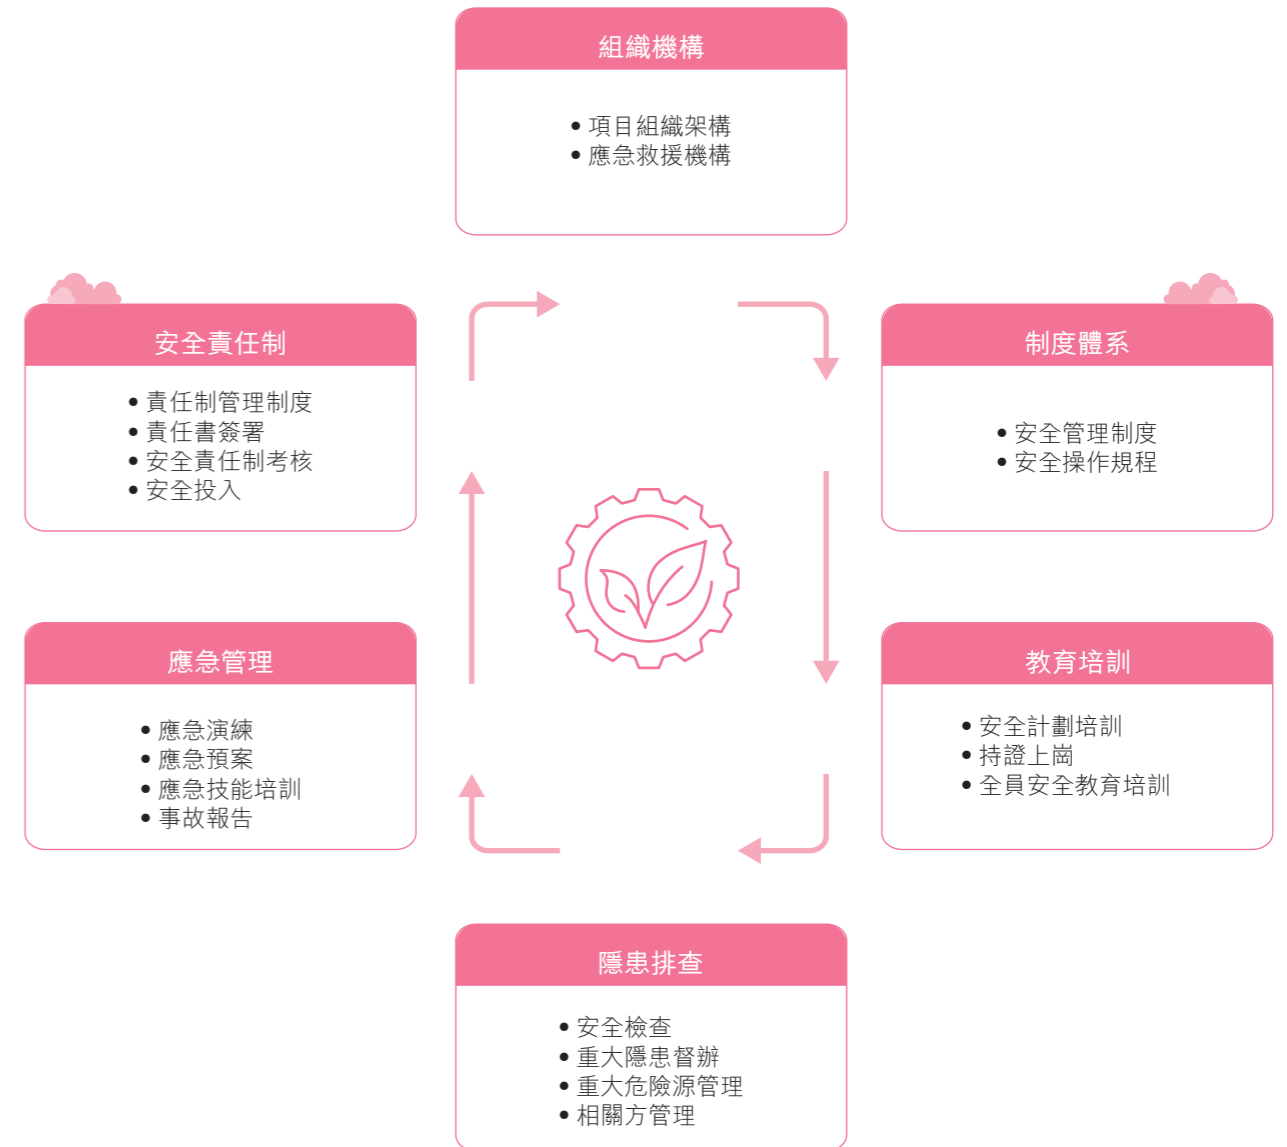 組織機構
• 項目組織架構
• 應急救援機構
安全責任制
• 責任制管理制度
• 責任書簽署
• 安全責任制考核
• 安全投入
制度體系
• 安全管理制度
• 安全操作規程
應急管理
• 應急演練
• 應急預案
• 應急技能培訓
• 事故報告
教育培訓
• 安全計劃培訓
• 持證上崗
• 全員安全教育培訓
隱患排查
• 安全檢查
• 重大隱患督辦
• 重大危險源管理
• 相關方管理